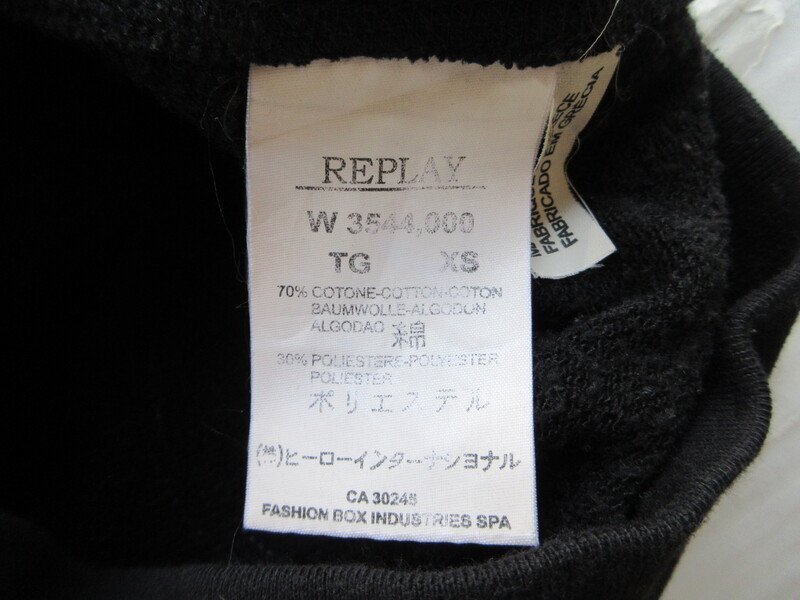 REPLAY
W 3544,000
TG XS
70% COTONE-COTTON-COTON
BAUMWOLLE-ALGODON
ALGODAO 綿
30% POLIESTERE-POLYESTER
POLIESTER
ポリエステル
(株)ヒーローインターナショナル
CA 30245
FASHION BOX INDUSTRIES SPA
FABRICADO EM GRECIA